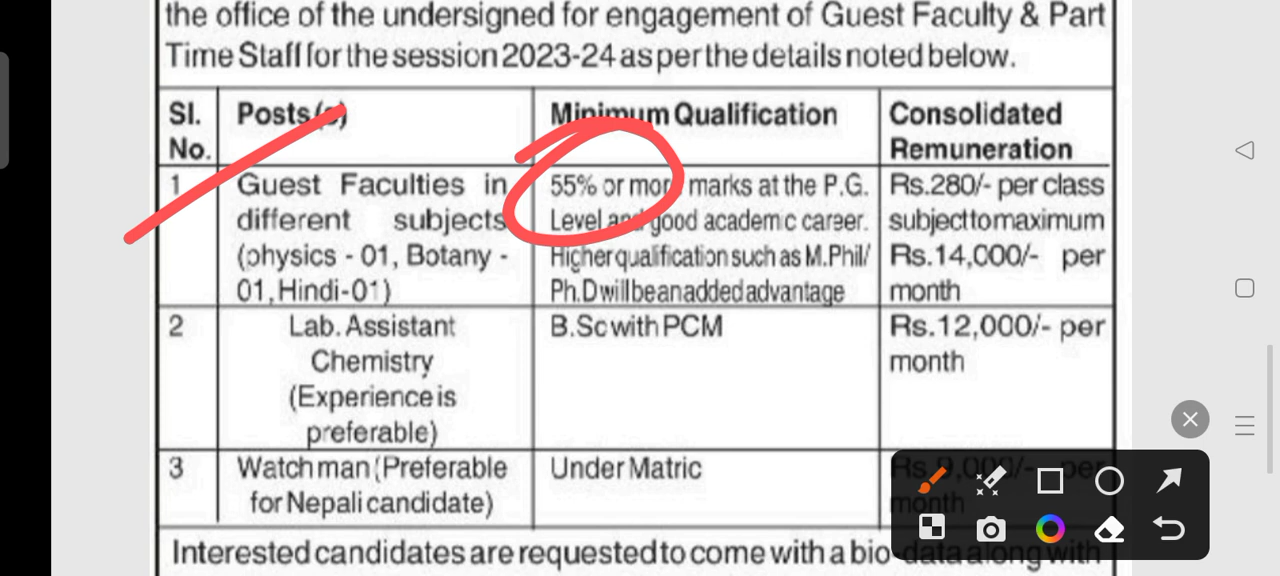 the office of the undersigned for engagement of Guest Faculty & Part
Time Staff for the session 2023-24 as per the details noted below.
Sl. No.
Posts(s)
Minimum Qualification
Consolidated Remuneration
1
Guest Faculties in
different subjects
(physics - 01, Botany -
01, Hindi-01)
55% or more marks at the P.G.
Level and good academic career.
Higher qualification such as M.Phil/
Ph.D will be an added advantage
Rs.280/- per class
subject to maximum
Rs.14,000/- per
month
2
Lab. Assistant
Chemistry
(Experience is
preferable)
B.Sc with PCM
Rs.12,000/- per
month
3
Watch man (Preferable
for Nepali candidate)
Under Matric
Rs.9,000/- per
month
Interested candidates are requested to come with a bio-data along with